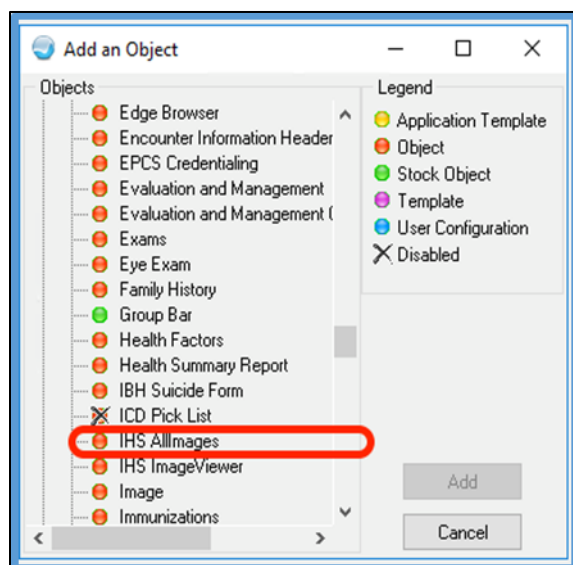 Add an Object
Objects
Edge Browser
Encounter Information Header
EPCS Credentialing
Evaluation and Management
Evaluation and Management (
Exams
Eye Exam
Family History
Group Bar
Health Factors
Health Summary Report
IBH Suicide Form
ICD Pick List
IHS AllImages
IHS ImageViewer
Image
Immunizations
Legend
Application Template
Object
Stock Object
Template
User Configuration
Disabled
Add
Cancel